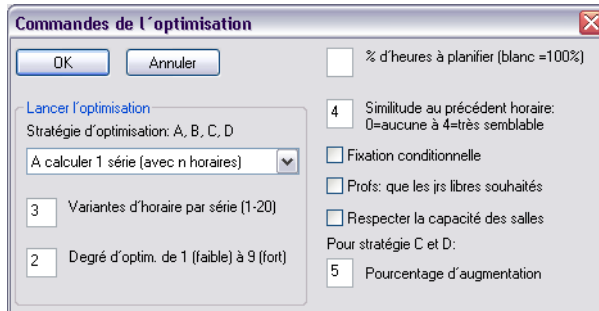 Commandes de l´optimisation
OK
Annuler
Lancer l´optimisation
Stratégie d'optimisation: A, B, C, D
A calculer 1 série (avec n horaires)
3 Variantes d'horaire par série (1-20)
2 Degré d'optim. de 1 (faible) à 9 (fort)
% d'heures à planifier (blanc =100%)
4 Similitude au précédent horaire:
0=aucune à 4=très semblable
Fixation conditionnelle
Profs: que les jrs libres souhaités
Respecter la capacité des salles
Pour stratégie C et D:
5 Pourcentage d'augmentation